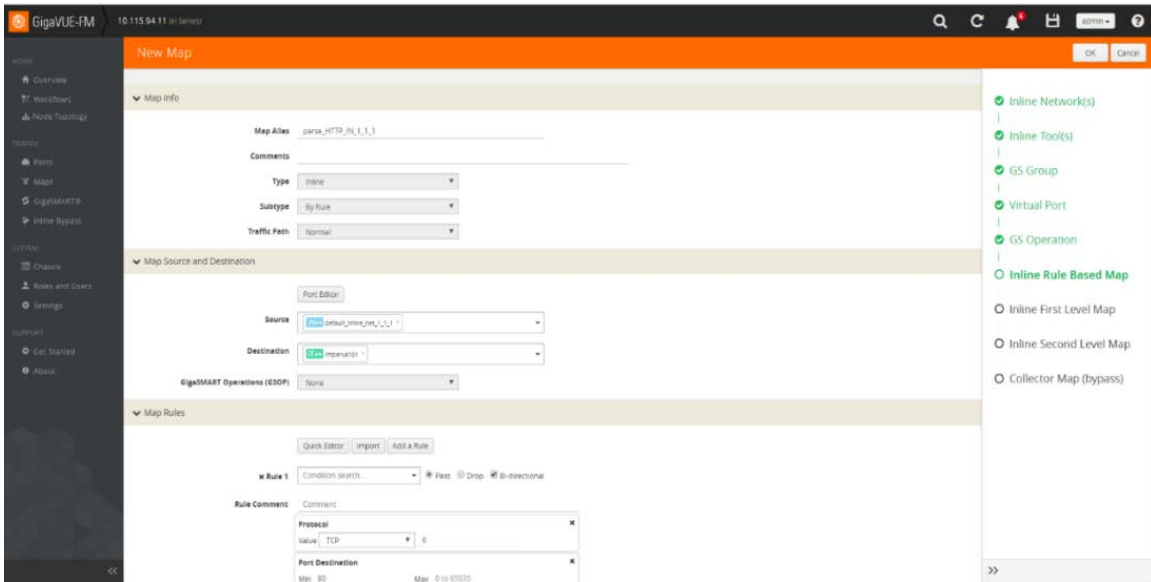 GigaVUE-FM 10.115.94.11 (H Series) admin
New Map OK Cancel
Overview
Workflows
Node Topology
TRAFFIC
Ports
Maps
GigaSMART®
Inline Bypass
SYSTEM
Chassis
Roles and Users
Settings
SUPPORT
Get Started
About
Map Info
Map Alias parse_HTTP_IN_1_1_1
Comments
Type Inline
Subtype By Rule
Traffic Path Normal
Map Source and Destination
Port Editor
Source default_inline_net_1_1_1
Destination
GigaSMART Operations (GSOP) None
Map Rules
Quick Editor Import Add a Rule
x Rule 1 Condition search... Pass Drop Bi-directional
Rule Comment Comment
Protocol x
Value TCP 6
Port Destination x
Min 80 Max 0 to 65535
Inline Network(s)
Inline Tool(s)
GS Group
Virtual Port
GS Operation
Inline Rule Based Map
Inline First Level Map
Inline Second Level Map
Collector Map (bypass)